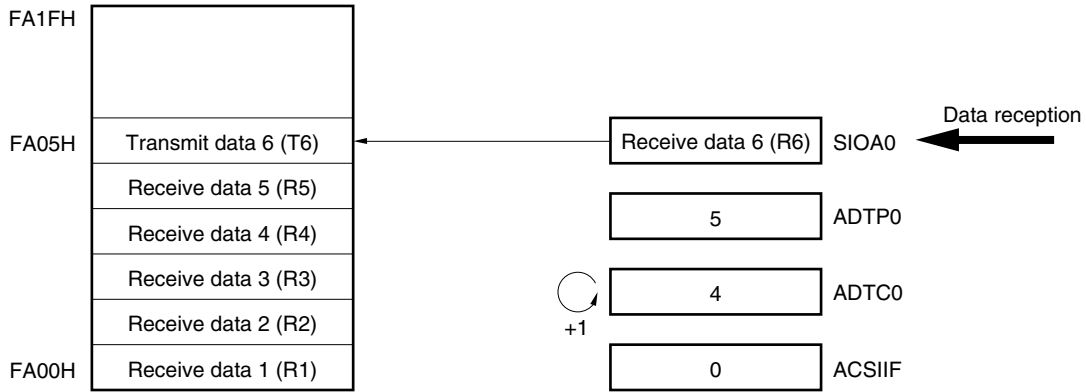 FA1FH
Data reception
FA05H
Transmit data 6 (T6)
Receive data 6 (R6)
SIOA0
Receive data 5 (R5)
5
ADTP0
Receive data 4 (R4)
Receive data 3 (R3)
4
ADTC0
+1
Receive data 2 (R2)
FA00H
Receive data 1 (R1)
0
ACSIIF